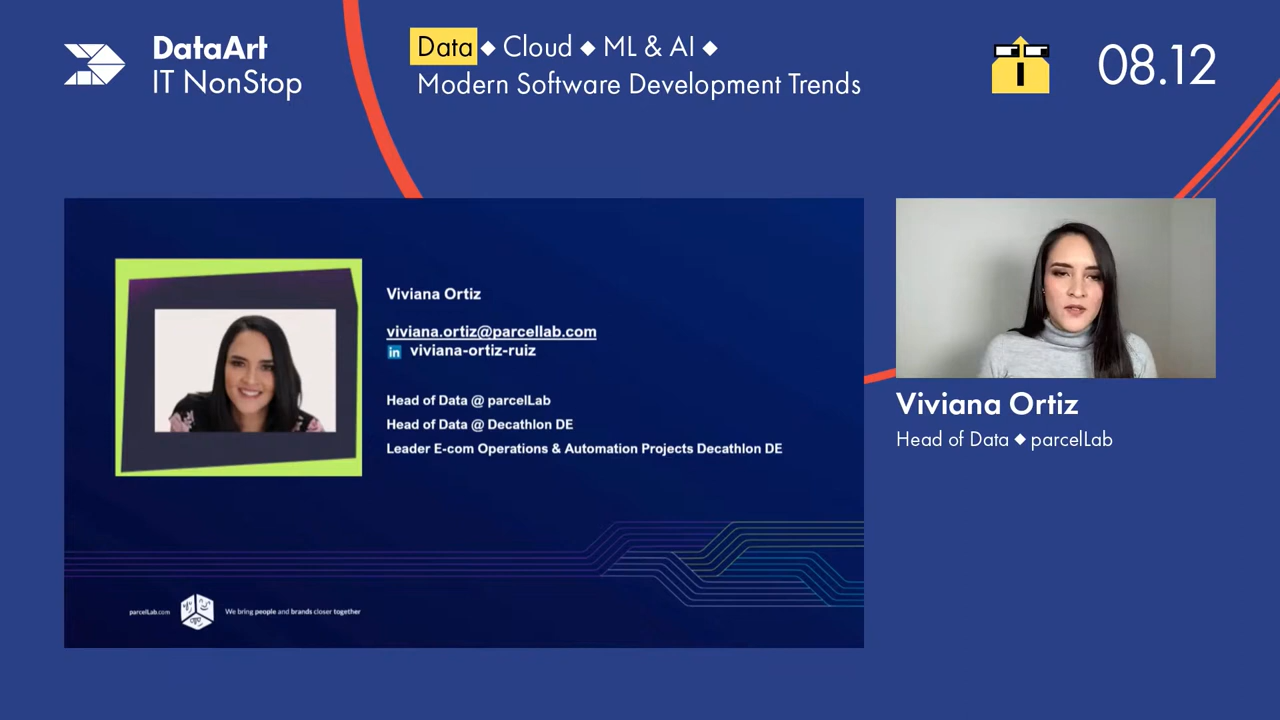 DataArt
IT NonStop
Data ◆ Cloud ◆ ML & AI ◆
Modern Software Development Trends
08.12
Viviana Ortiz
viviana.ortiz@parcellab.com
in viviana-ortiz-ruiz
Head of Data @ parcelLab
Head of Data @ Decathlon DE
Leader E-com Operations & Automation Projects Decathlon DE
parcelLab.com
We bring people and brands closer together
Viviana Ortiz
Head of Data ◆ parcelLab